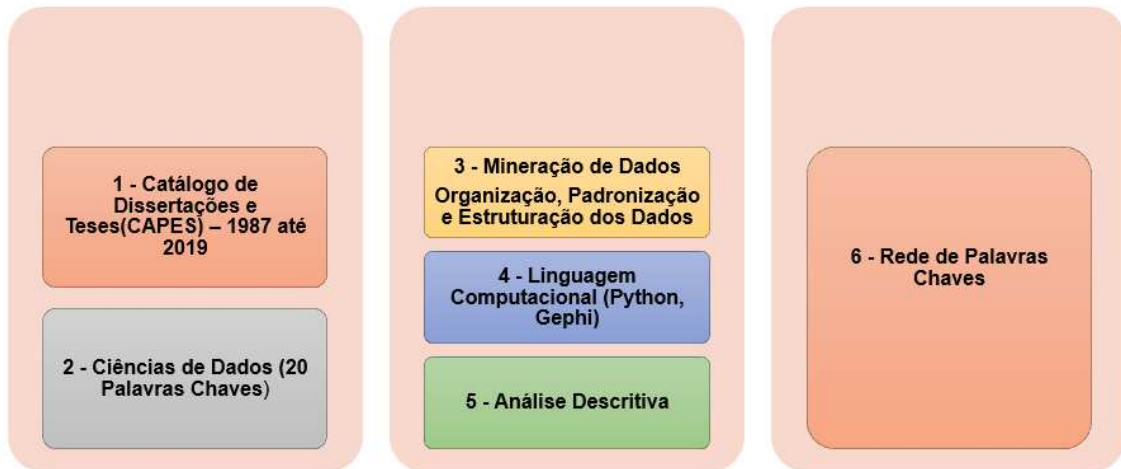 1 - Catálogo de
Dissertações e
Teses(CAPES) – 1987 até
2019
2 - Ciências de Dados (20
Palavras Chaves)
3 - Mineração de Dados
Organização, Padronização
e Estruturação dos Dados
4 - Linguagem
Computacional (Python,
Gephi)
5 - Análise Descritiva
6 - Rede de Palavras
Chaves